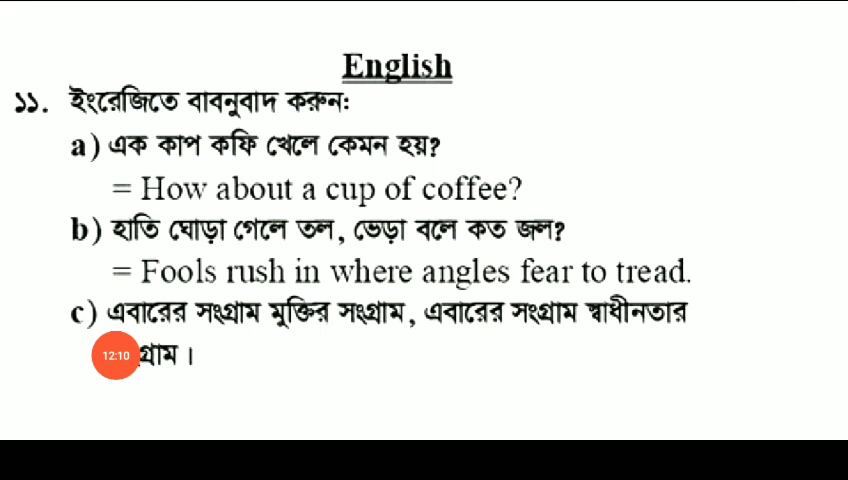 English
১১. ইংরেজিতে বাবনুবাদ করুনঃ
a) এক কাপ কফি খেলে কেমন হয়?
= How about a cup of coffee?
b) হাতি ঘোড়া গেলে তল, ভেড়া বলে কত জল?
= Fools rush in where angles fear to tread.
c) এবারের সংগ্রাম মুক্তির সংগ্রাম, এবারের সংগ্রাম স্বাধীনতার
12:10 গ্রাম।